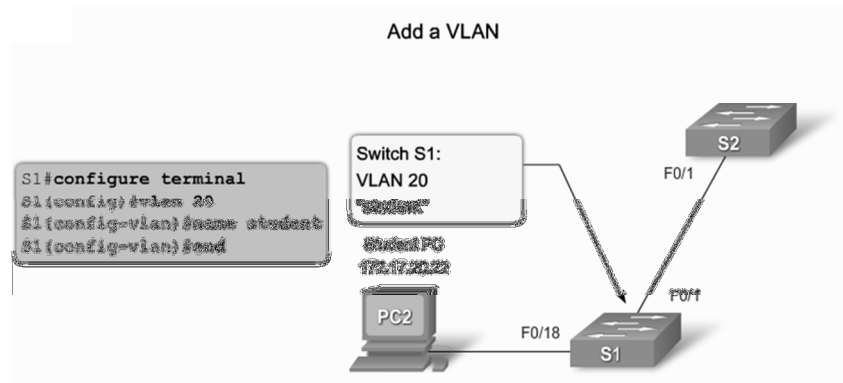 Add a VLAN
S1#configure terminal
S1(config)#vlan 20
S1(config-vlan)#name student
S1(config-vlan)#end
Switch S1:
VLAN 20
"student"
Student PC
172.17.20.22
PC2
F0/18
S1
F0/1
S2
F0/1